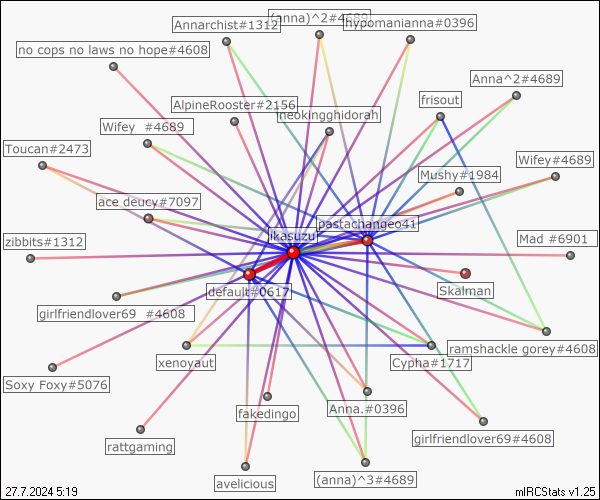 Annarchist#1312
(anna)^2#4689
hypomanianna#0396
no cops no laws no hope#4608
Anna^2#4689
AlpineRooster#2156
frisout
neokingghidorah
Wifey  #4689
Toucan#2473
Wifey#4689
Mushy#1984
ace deucy#7097
pastachangeo41
ikasuzu
Mad #6901
zibbits#1312
Skalman
default#0617
girlfriendlover69  #4608
ramshackle gorey#4608
xenoyaut
Cypha#1717
Soxy Foxy#5076
fakedingo
Anna.#0396
girlfriendlover69#4608
rattgaming
avelicious
(anna)^3#4689
27.7.2024 5:19
mIRCStats v1.25